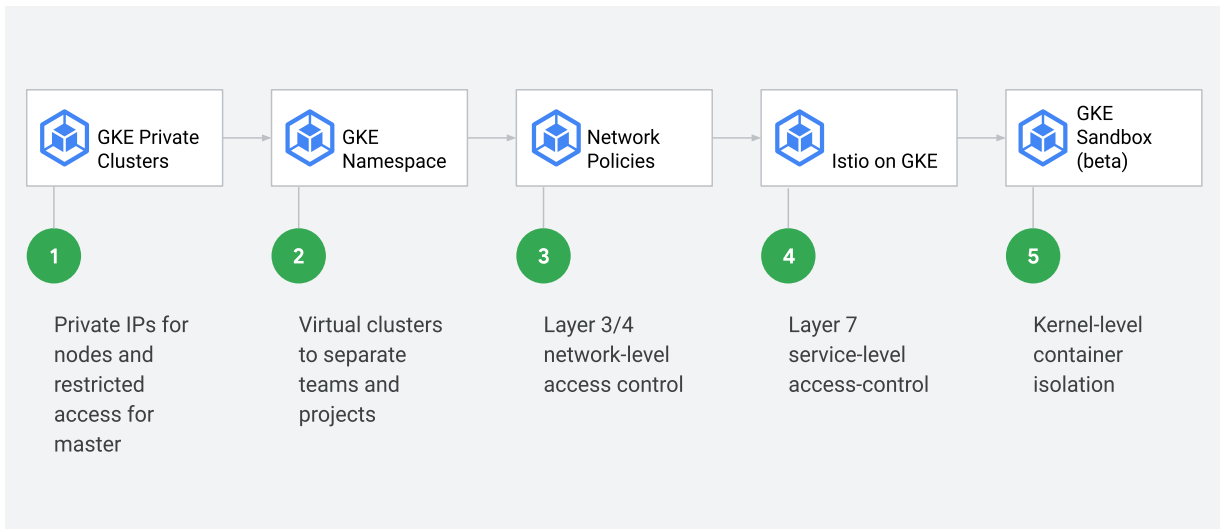 GKE Private
Clusters
GKE
Namespace
Network
Policies
Istio on GKE
GKE
Sandbox
(beta)
1
2
3
4
5
Private IPs for
nodes and
restricted
access for
master
Virtual clusters
to separate
teams and
projects
Layer 3/4
network-level
access control
Layer 7
service-level
access-control
Kernel-level
container
isolation